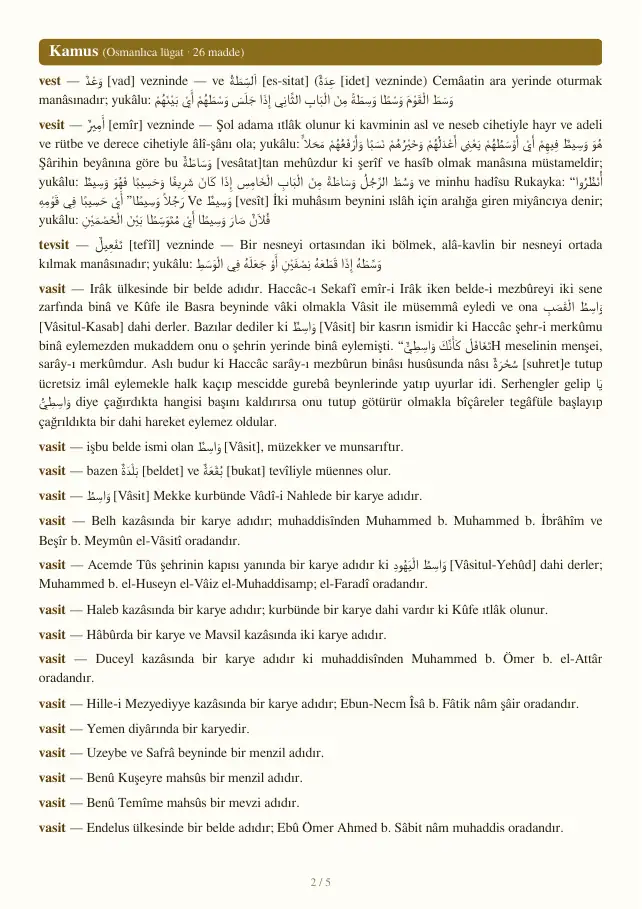 Kamus (Osmanlıca lügat · 26 madde)
vest — وَعْدٌ [vad] vezninde — ve اَلسِّطَةُ [es-sitat] (عِدَةٌ [idet] vezninde) Cemâatin ara yerinde oturmak
manâsınadır; yukâlu: وَسَطَ الْقَوْمَ وَسْطًا وَسِطَةً مِنَ الْبَابِ الثَّانِي إِذَا جَلَسَ وَسْطَهُمْ أَيْ بَيْنَهُمْ
vesit — أَمِيرٌ [emîr] vezninde — Şol adama ıtlâk olunur ki kavminin asl ve neseb cihetiyle hayr ve adeli
ve rütbe ve derece cihetiyle âlî-şânı ola; yukâlu: هُوَ وَسِيطٌ فِيهِمْ أَيْ أَوْسَطُهُمْ يَعْنِي أَعْدَلُهُمْ وَخَيْرُهُمْ نَسَبًا وَأَرْفَعُهُمْ مَحَلاًّ
Şârihin beyânına göre bu وَسَاطَةٌ [vesâtat]tan mehûzdur ki şerîf ve hasîb olmak manâsına müstameldir;
yukâlu: وَسُطَ الرَّجُلُ وَسَاطَةً مِنَ الْبَابِ الْخَامِسِ إِذَا كَانَ شَرِيفًا وَحَسِيبًا فَهُوَ وَسِيطٌ ve minhu hadîsu Rukayka: “اُنْظُرُوا
رَجُلاً وَسِيطًا” أَيْ حَسِيبًا فِي قَوْمِهِ Ve وَسِيطٌ [vesît] İki muhâsım beynini ıslâh için aralığa giren miyâncıya denir;
yukâlu: فُلاَنٌ صَارَ وَسِيطًا أَيْ مُتَوَسِّطًا بَيْنَ الْخَصْمَيْنِ
tevsit — تَفْعِيلٌ [tefîl] vezninde — Bir nesneyi ortasından iki bölmek, alâ-kavlin bir nesneyi ortada
kılmak manâsınadır; yukâlu: وَسَّطَهُ إِذَا قَطَعَهُ نِصْفَيْنِ أَوْ جَعَلَهُ فِي الْوَسَطِ
vasit — Irâk ülkesinde bir belde adıdır. Haccâc-ı Sekafî emîr-i Irâk iken belde-i mezbûreyi iki sene
zarfında binâ ve Kûfe ile Basra beyninde vâki olmakla Vâsit ile müsemmâ eyledi ve ona وَاسِطُ الْقَصَبِ
[Vâsitul-Kasab] dahi derler. Bazılar dediler ki وَاسِطٌ [Vâsit] bir kasrın ismidir ki Haccâc şehr-i merkûmu
binâ eylemezden mukaddem onu o şehrin yerinde binâ eylemişti. “تَغَافَلْ كَأَنَّكَ وَاسِطِيٌّH meselinin menşei,
sarây-ı merkûmdur. Aslı budur ki Haccâc sarây-ı mezbûrun binâsı husûsunda nâsı سُخْرَةٌ [suhret]e tutup
ücretsiz imâl eylemekle halk kaçıp mescidde gurebâ beynlerinde yatıp uyurlar idi. Serhengler gelip يَا
وَاسِطِيُّ diye çağırdıkta hangisi başını kaldırırsa onu tutup götürür olmakla bîçâreler tegâfüle başlayıp
çağrıldıkta bir dahi hareket eylemez oldular.
vasit — işbu belde ismi olan وَاسِطٌ [Vâsit], müzekker ve munsariftır.
vasit — bazen بَلْدَةٌ [beldet] ve بُقْعَةٌ [bukat] tevîliyle müennes olur.
vasit — وَاسِطُ [Vâsit] Mekke kurbünde Vâdî-i Nahlede bir karye adıdır.
vasit — Belh kazâsında bir karye adıdır; muhaddisînden Muhammed b. Muhammed b. İbrâhîm ve
Beşîr b. Meymûn el-Vâsitî oradandır.
vasit — Acemde Tûs şehrinin kapısı yanında bir karye adıdır ki وَاسِطُ الْيَهُودِ [Vâsitul-Yehûd] dahi derler;
Muhammed b. el-Huseyn el-Vâiz el-Muhaddisamp; el-Faradî oradandır.
vasit — Haleb kazâsında bir karye adıdır; kurbünde bir karye dahi vardır ki Kûfe ıtlâk olunur.
vasit — Hâbûrda bir karye ve Mavsil kazâsında iki karye adıdır.
vasit — Duceyl kazâsında bir karye adıdır ki muhaddisînden Muhammed b. Ömer b. el-Attâr
oradandır.
vasit — Hille-i Mezyediyye kazâsında bir karye adıdır; Ebun-Necm Îsâ b. Fâtik nâm şâir oradandır.
vasit — Yemen diyârında bir karyedir.
vasit — Uzeybe ve Safrâ beyninde bir menzil adıdır.
vasit — Benû Kuşeyre mahsûs bir menzil adıdır.
vasit — Benû Temîme mahsûs bir mevzi adıdır.
vasit — Endelus ülkesinde bir belde adıdır; Ebû Ömer Ahmed b. Sâbit nâm muhaddis oradandır.
2 / 5